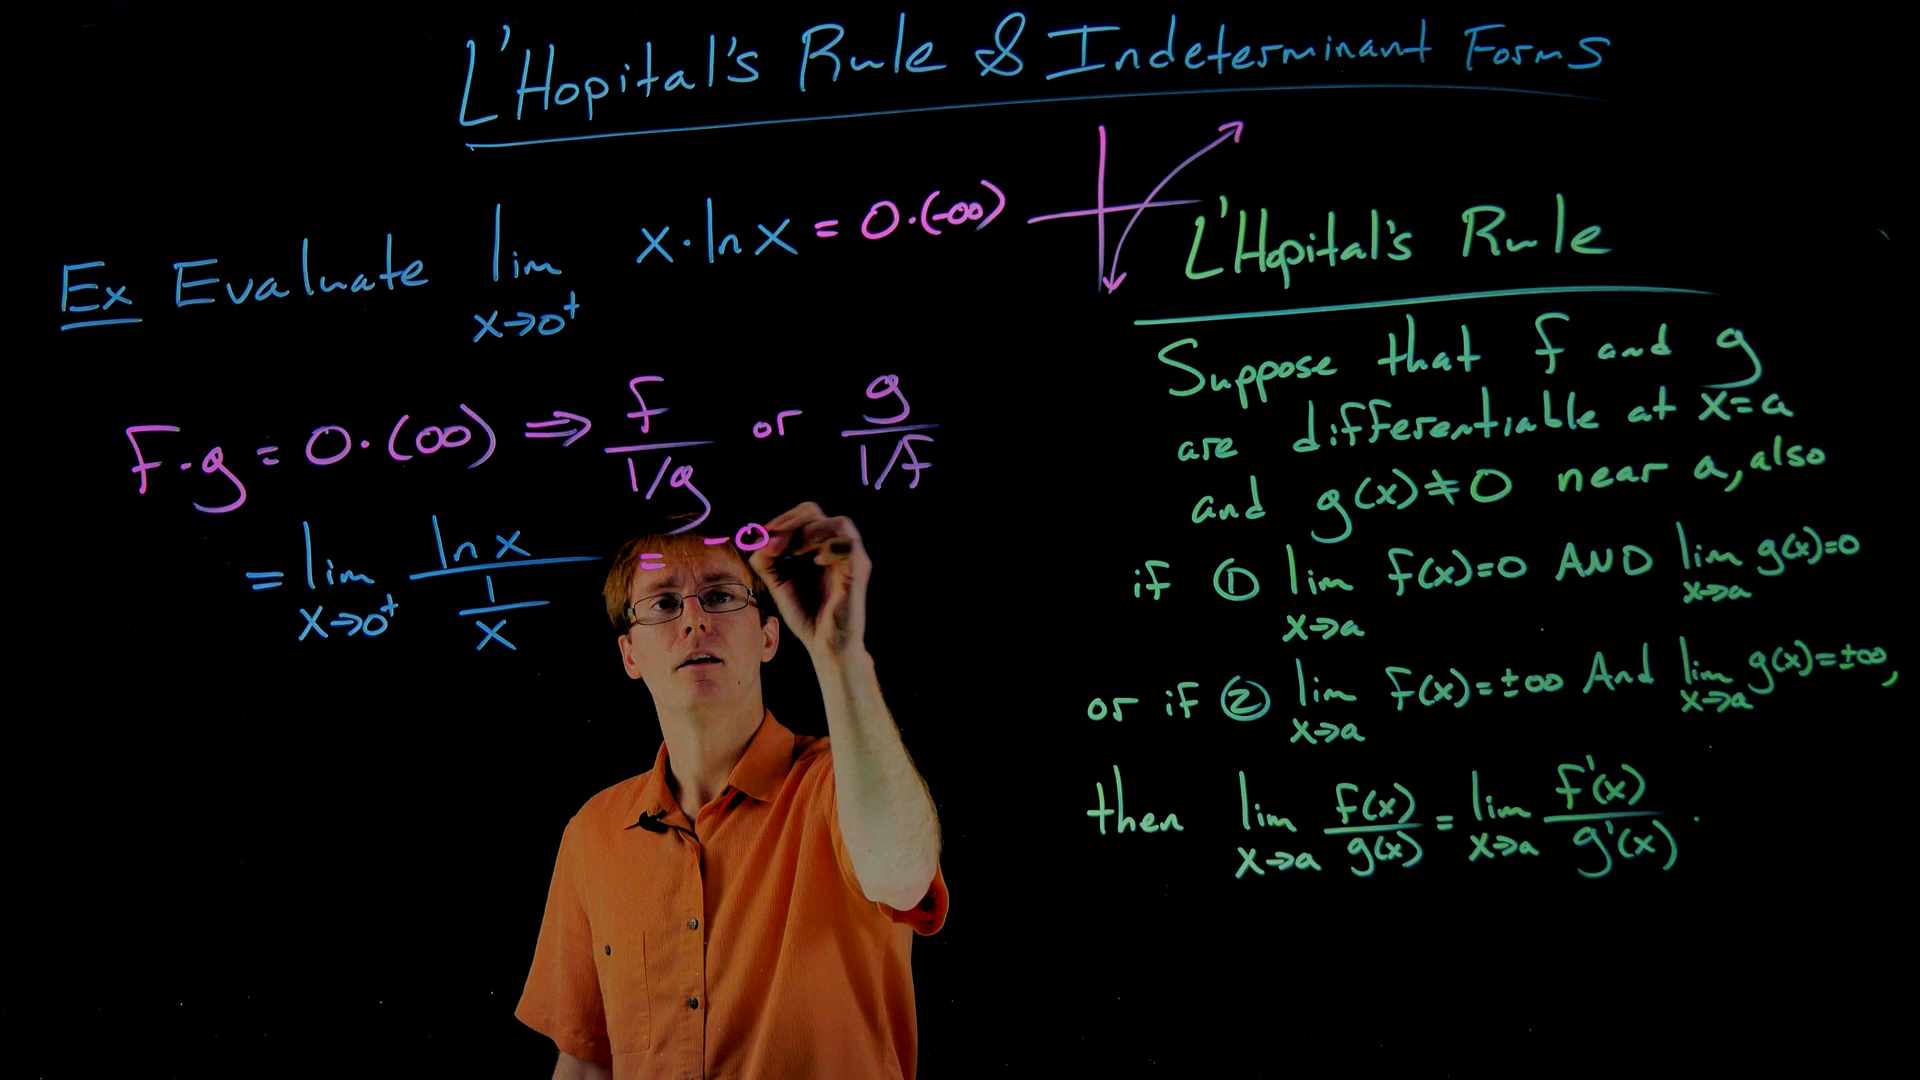 L'Hopital's Rule & Indeterminant Forms
Ex Evaluate lim x→0⁺ x·ln x = 0·(-∞)
F·g = 0·(∞) ⇒ f/(1/g) or g/(1/f)
= lim x→0⁺ ln x/(1/x) = -0
L'Hopital's Rule
Suppose that f and g
are differentiable at x=a
and g(x)≠0 near a, also
if ① lim x→a f(x)=0 AND lim x→a g(x)=0
or if ② lim x→a f(x)=±∞ And lim x→a g(x)=±∞,
then lim x→a f(x)/g(x) = lim x→a f'(x)/g'(x).